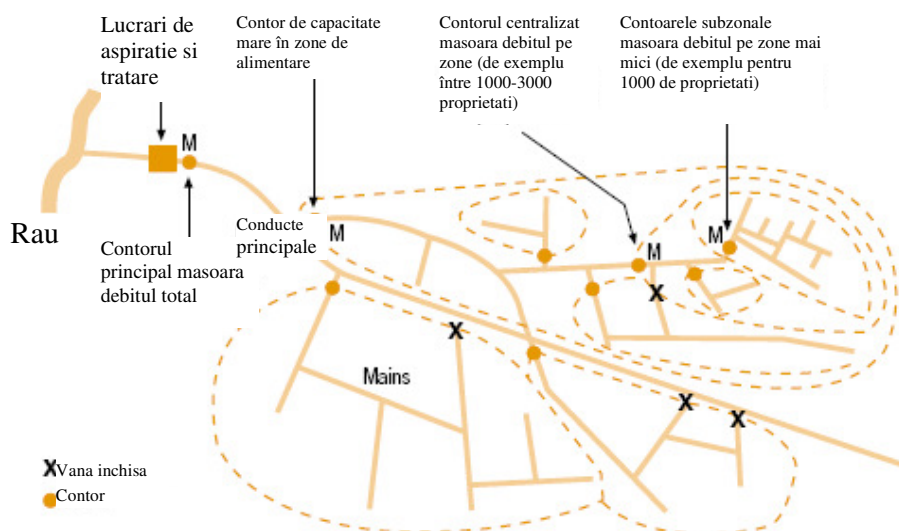 Lucrari de
aspiratie si
tratare
Contor de capacitate
mare în zone de
alimentare
Contorul centralizat
masoara debitul pe
zone (de exemplu
între 1000-3000
proprietati)
Contoarele subzonale
masoara debitul pe zone mai
mici (de exemplu pentru
1000 de proprietati)
M
Rau
Contorul
principal masoara
debitul total
Conducte
principale
M
M
M
X
X
Mains
X
X
X Vana inchisa
Contor